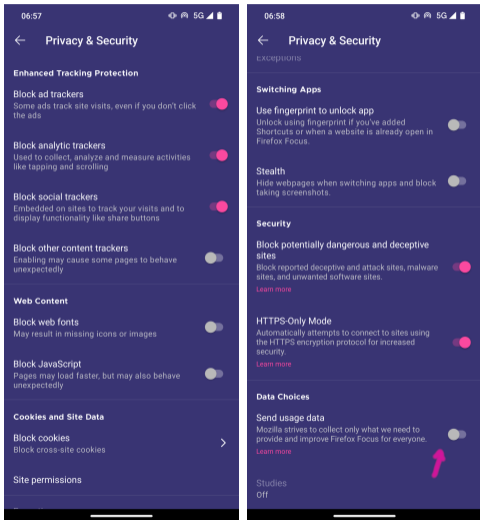 06:57
5G
Privacy & Security
Enhanced Tracking Protection
Block ad trackers
Some ads track site visits, even if you don't click
the ads
Block analytic trackers
Used to collect, analyze and measure activities
like tapping and scrolling
Block social trackers
Embedded on sites to track your visits and to
display functionality like share buttons
Block other content trackers
Enabling may cause some pages to behave
unexpectedly
Web Content
Block web fonts
May result in missing icons or images
Block JavaScript
Pages may load faster, but may also behave
unexpectedly
Cookies and Site Data
Block cookies
Block cross-site cookies
Site permissions
06:58
5G
Privacy & Security
Exceptions
Switching Apps
Use fingerprint to unlock app
Unlock using fingerprint if you've added
Shortcuts or when a website is already open in
Firefox Focus.
Stealth
Hide webpages when switching apps and block
taking screenshots.
Security
Block potentially dangerous and deceptive
sites
Block reported deceptive and attack sites, malware
sites, and unwanted software sites.
Learn more
HTTPS-Only Mode
Automatically attempts to connect to sites using
the HTTPS encryption protocol for increased
security.
Learn more
Data Choices
Send usage data
Mozilla strives to collect only what we need to
provide and improve Firefox Focus for everyone.
Learn more
Studies
Off